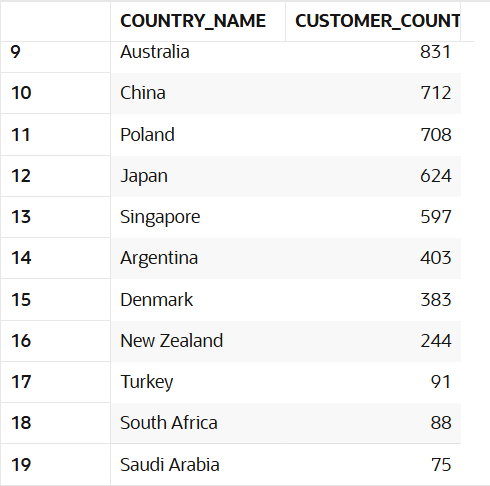 COUNTRY_NAME CUSTOMER_COUNT
9 Australia 831
10 China 712
11 Poland 708
12 Japan 624
13 Singapore 597
14 Argentina 403
15 Denmark 383
16 New Zealand 244
17 Turkey 91
18 South Africa 88
19 Saudi Arabia 75